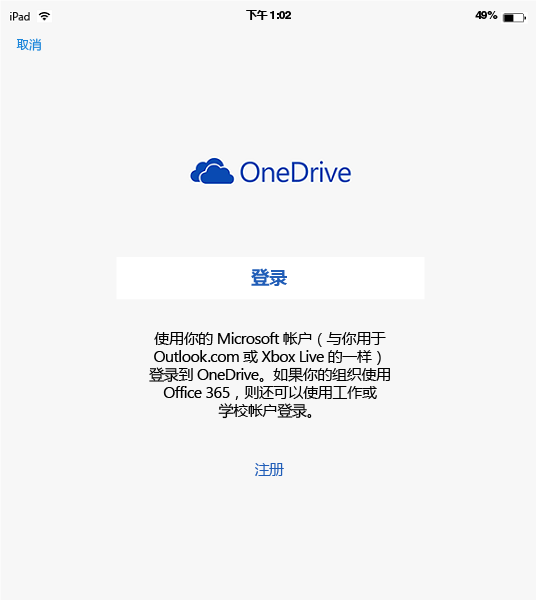 iPad 下午 1:02 49%
取消
OneDrive
登录
使用你的 Microsoft 帐户（与你用于
Outlook.com 或 Xbox Live 的一样）
登录到 OneDrive。如果你的组织使用
Office 365，则还可以使用工作或
学校帐户登录。
注册